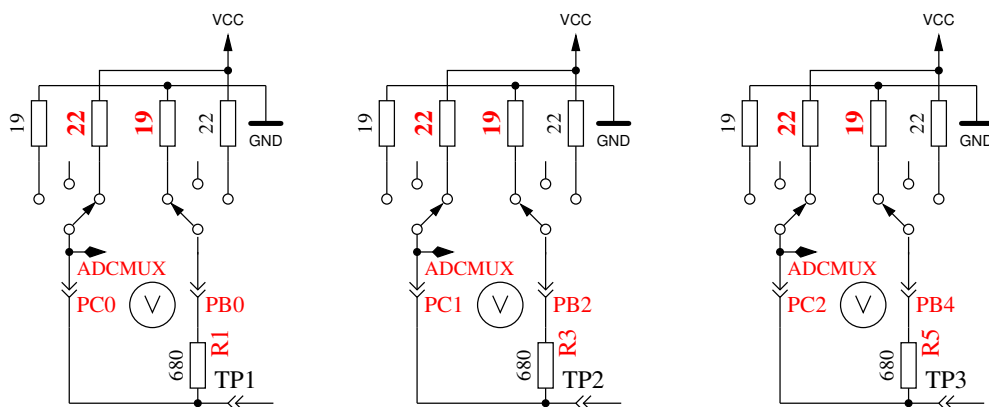 VCC VCC VCC
19 22 19 22 19 22 19 22 19 22 19 22
GND GND GND
ADCMUX ADCMUX ADCMUX
PC0 V PB0 PC1 V PB2 PC2 V PB4
680 R1 680 R3 680 R5
TP1 TP2 TP3